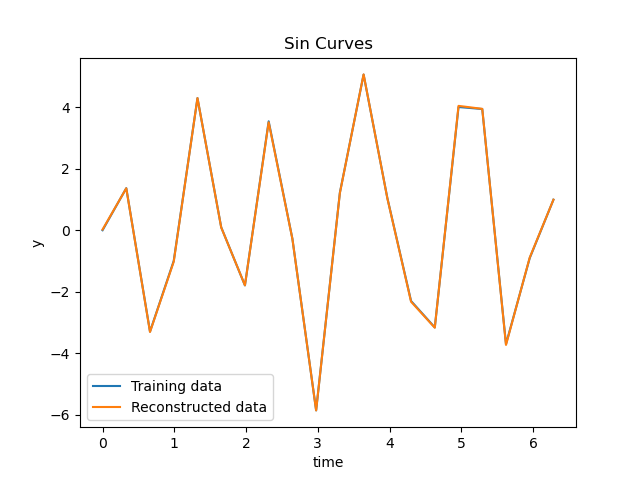 Sin Curves
4
2
0
−2
−4
−6
y
Training data
Reconstructed data
0 1 2 3 4 5 6
time